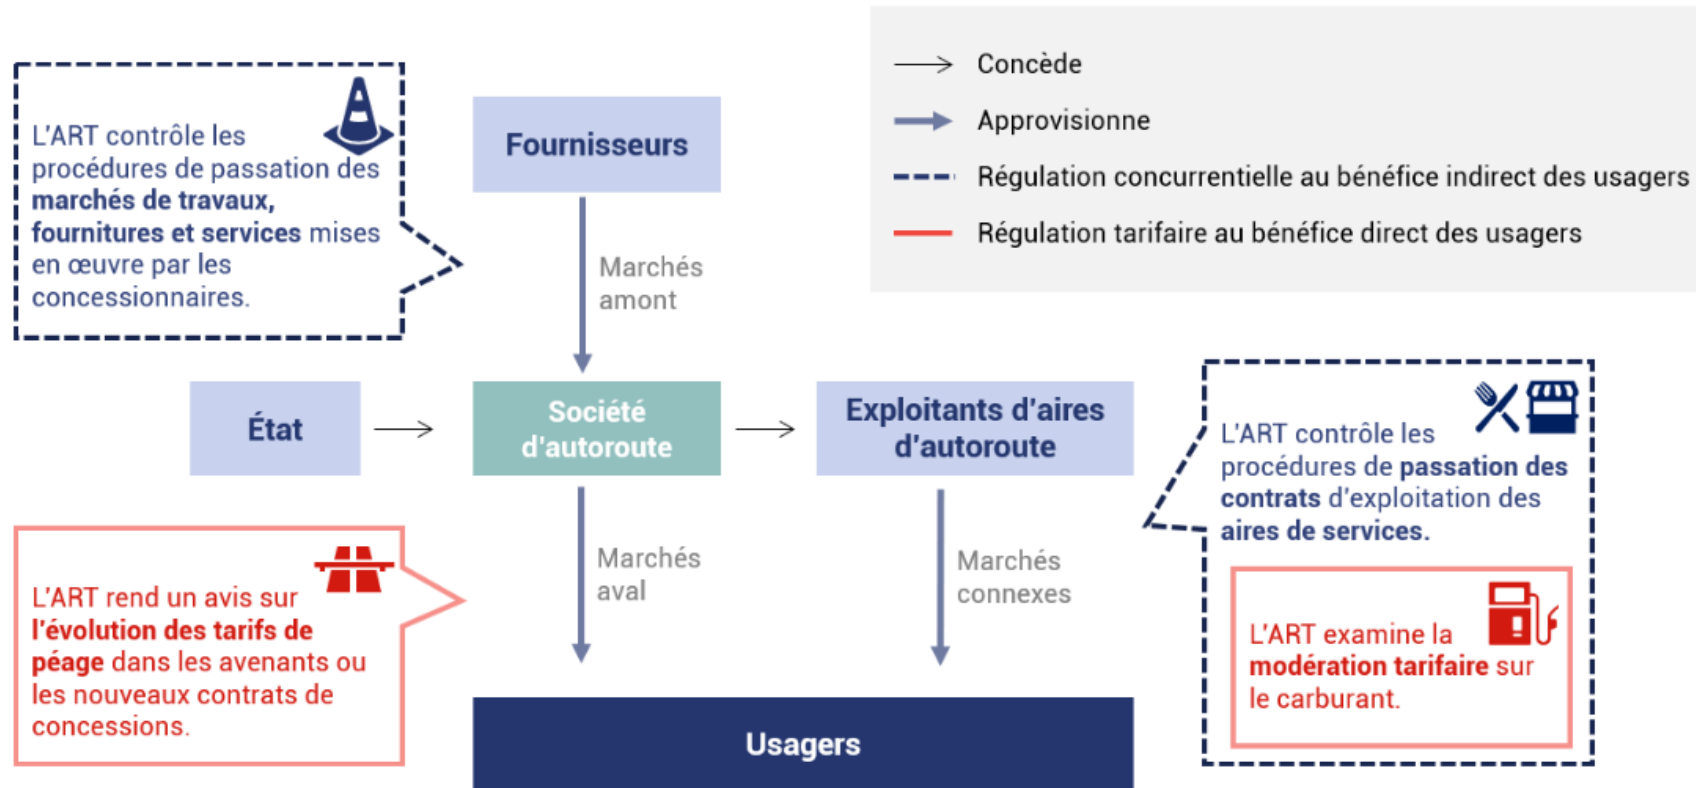 Concède
Approvisionne
Régulation concurrentielle au bénéfice indirect des usagers
Régulation tarifaire au bénéfice direct des usagers
L'ART contrôle les
procédures de passation des
marchés de travaux,
fournitures et services mises
en œuvre par les
concessionnaires.
Fournisseurs
Marchés
amont
État
Société
d'autoroute
Exploitants d'aires
d'autoroute
L'ART contrôle les
procédures de passation des
contrats d'exploitation des
aires de services.
L'ART examine la
modération tarifaire sur
le carburant.
L'ART rend un avis sur
l'évolution des tarifs de
péage dans les avenants ou
les nouveaux contrats de
concessions.
Marchés
aval
Marchés
connexes
Usagers